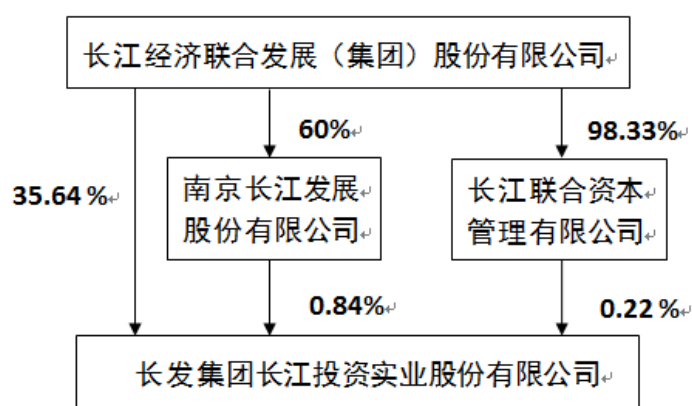 长江经济联合发展（集团）股份有限公司
60%
98.33%
35.64 %
南京长江发展
股份有限公司
长江联合资本
管理有限公司
0.84%
0.22 %
长发集团长江投资实业股份有限公司